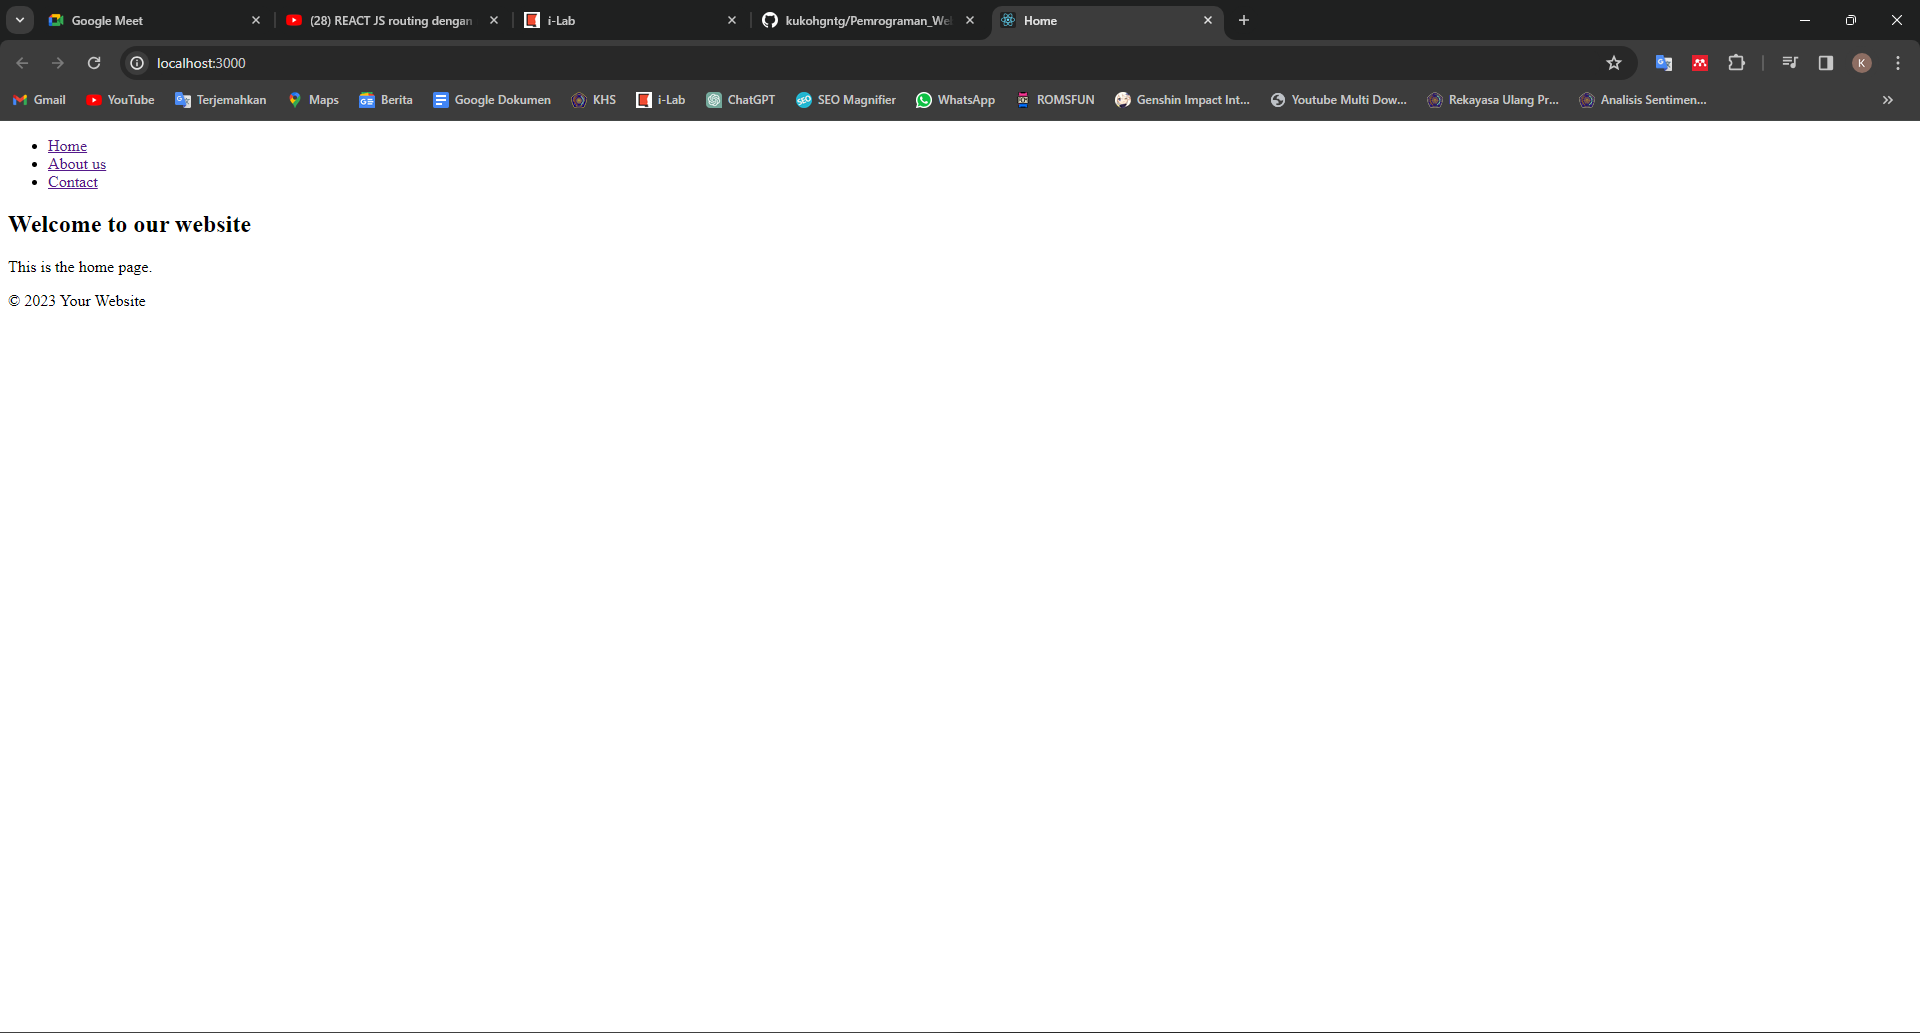 Google Meet
(28) REACT JS routing dengan
i-Lab
kukohgntg/Pemrograman_We
Home
localhost:3000
K
Gmail
YouTube
Terjemahkan
Maps
Berita
Google Dokumen
KHS
i-Lab
ChatGPT
SEO Magnifier
WhatsApp
ROMSFUN
Genshin Impact Int...
Youtube Multi Dow...
Rekayasa Ulang Pr...
Analisis Sentimen...
Home
About us
Contact
Welcome to our website
This is the home page.
© 2023 Your Website